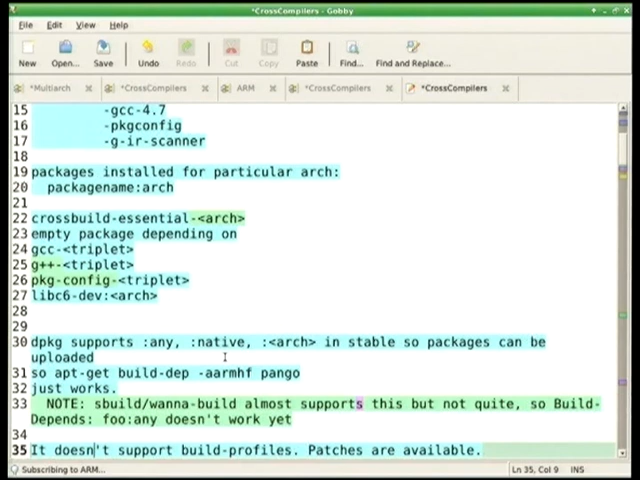 *CrossCompilers - Gobby
File Edit View Help
New Open... Save Undo Redo Cut Copy Paste Find... Find and Replace...
*Multiarch *CrossCompilers ARM *CrossCompilers *CrossCompilers
15 -gcc-4.7
16 -pkgconfig
17 -g-ir-scanner
18
19 packages installed for particular arch:
20 packagename:arch
21
22 crossbuild-essential-<arch>
23 empty package depending on
24 gcc-<triplet>
25 g++-<triplet>
26 pkg-config-<triplet>
27 libc6-dev:<arch>
28
29
30 dpkg supports :any, :native, :<arch> in stable so packages can be
uploaded
31 so apt-get build-dep -aarmhf pango
32 just works.
33 NOTE: sbuild/wanna-build almost supports this but not quite, so Build-
Depends: foo:any doesn't work yet
34
35 It doesn't support build-profiles. Patches are available.
Subscribing to ARM... Ln 35, Col 9 INS